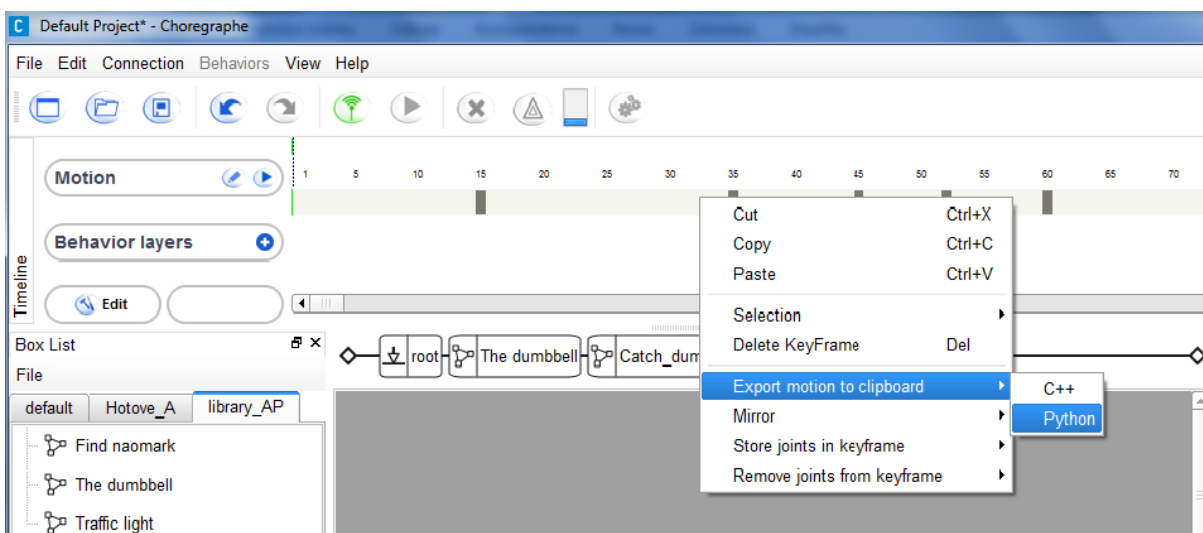 C Default Project* - Choregraphe
File Edit Connection Behaviors View Help
Motion
1 5 10 15 20 25 30 35 40 45 50 55 60 65 70
Behavior layers
Timeline
Edit
Cut Ctrl+X
Copy Ctrl+C
Paste Ctrl+V
Selection
Delete KeyFrame Del
Export motion to clipboard
Mirror
Store joints in keyframe
Remove joints from keyframe
C++
Python
Box List
File
default Hotove_A library_AP
Find naomark
The dumbbell
Traffic light
root The dumbbell Catch_dum